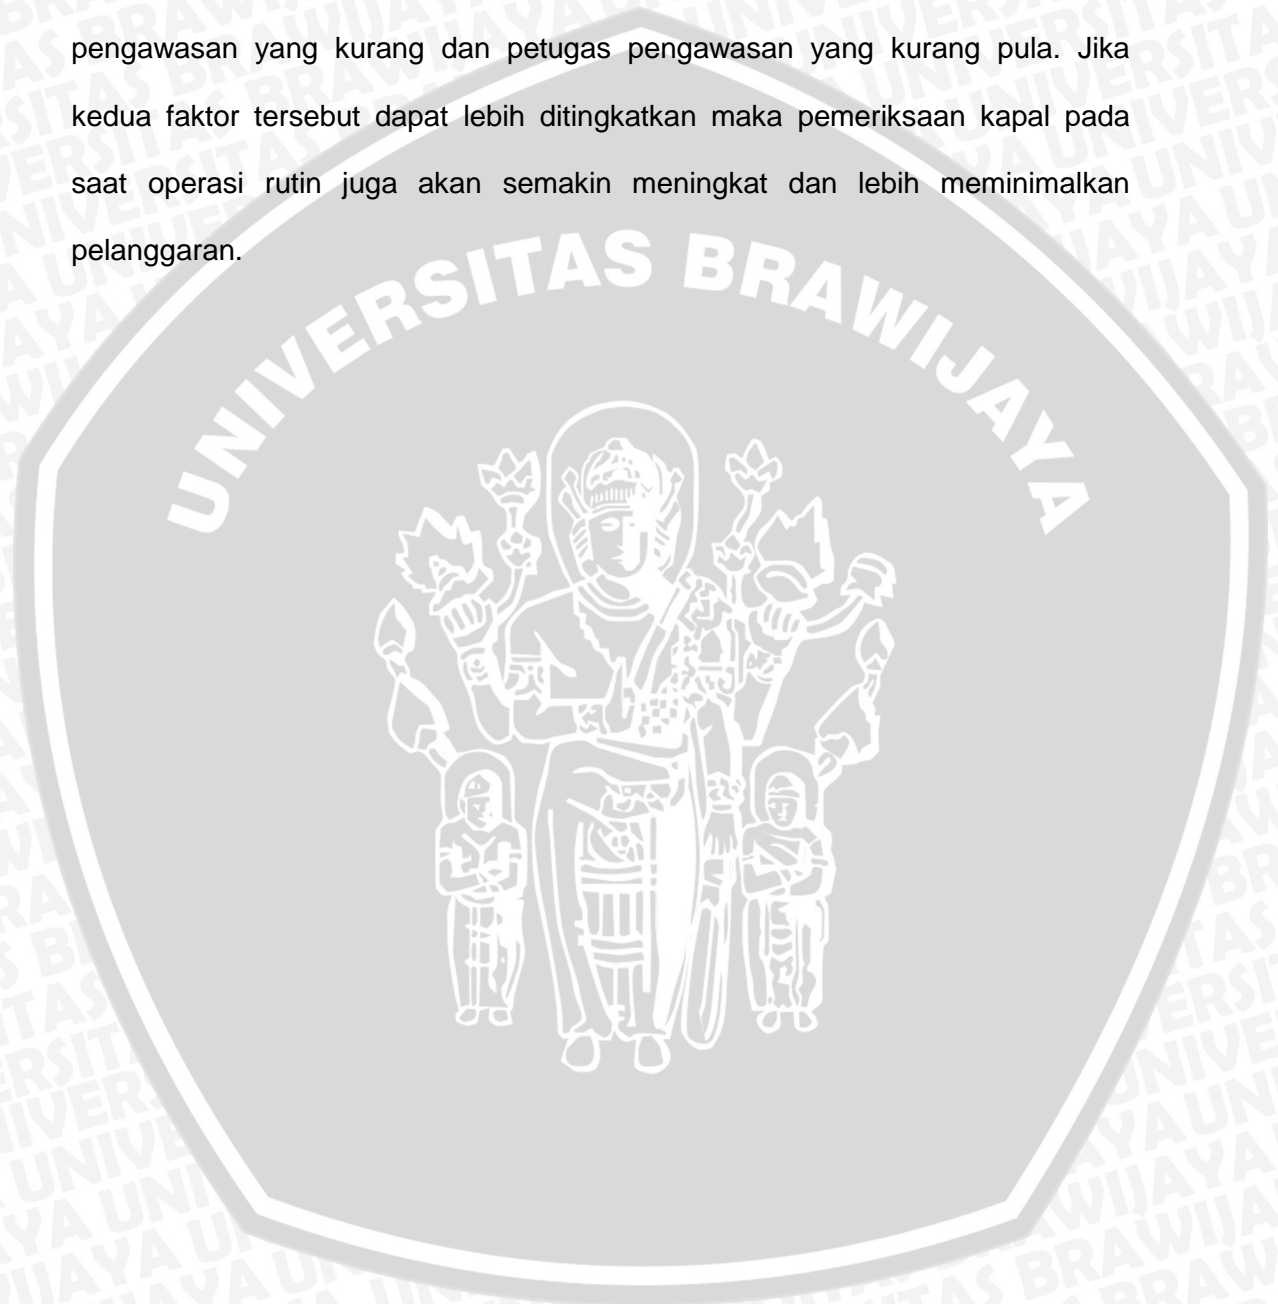 pengawasan yang kurang dan petugas pengawasan yang kurang pula. Jika
kedua faktor tersebut dapat lebih ditingkatkan maka pemeriksaan kapal pada
saat operasi rutin juga akan semakin meningkat dan lebih meminimalkan
pelanggaran.
UNIVERSITAS BRAWIJAYA